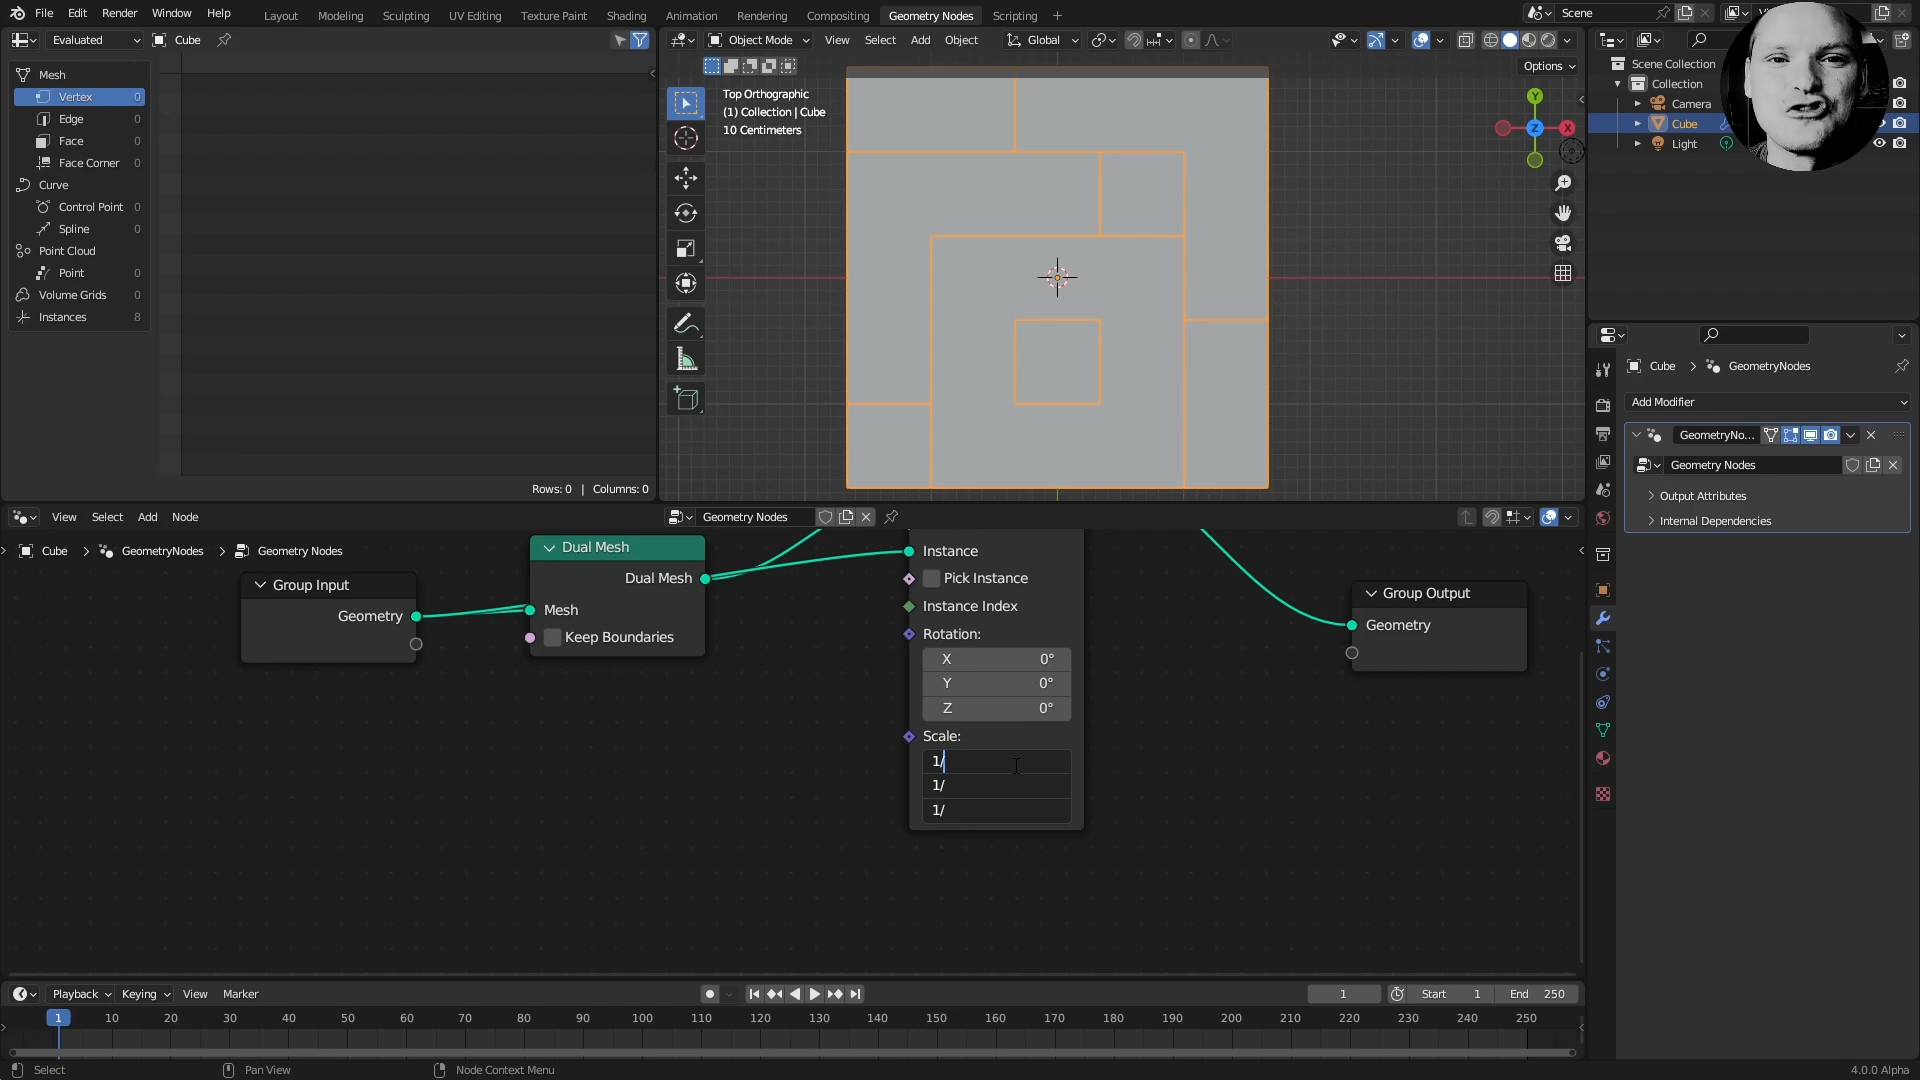 File Edit Render Window Help Layout Modeling Sculpting UV Editing Texture Paint Shading Animation Rendering Compositing Geometry Nodes Scripting + Scene
Evaluated Cube
Object Mode View Select Add Object Global
Options
Mesh
Vertex 0
Edge 0
Face 0
Face Corner 0
Curve
Control Point 0
Spline 0
Point Cloud
Point 0
Volume Grids 0
Instances 8
Rows: 0 | Columns: 0
Top Orthographic
(1) Collection | Cube
10 Centimeters
Y
X
Z
Scene Collection
Collection
Camera
Cube
Light
Cube > GeometryNodes
Add Modifier
GeometryNo...
Geometry Nodes
Output Attributes
Internal Dependencies
View Select Add Node Geometry Nodes
Cube > GeometryNodes > Geometry Nodes
Group Input
Geometry
Dual Mesh
Dual Mesh
Mesh
Keep Boundaries
Instance
Pick Instance
Instance Index
Rotation:
X 0°
Y 0°
Z 0°
Scale:
1/
1/
1/
Group Output
Geometry
Playback Keying View Marker 1 Start 1 End 250
1 10 20 30 40 50 60 70 80 90 100 110 120 130 140 150 160 170 180 190 200 210 220 230 240 250
Select Pan View Node Context Menu 4.0.0 Alpha